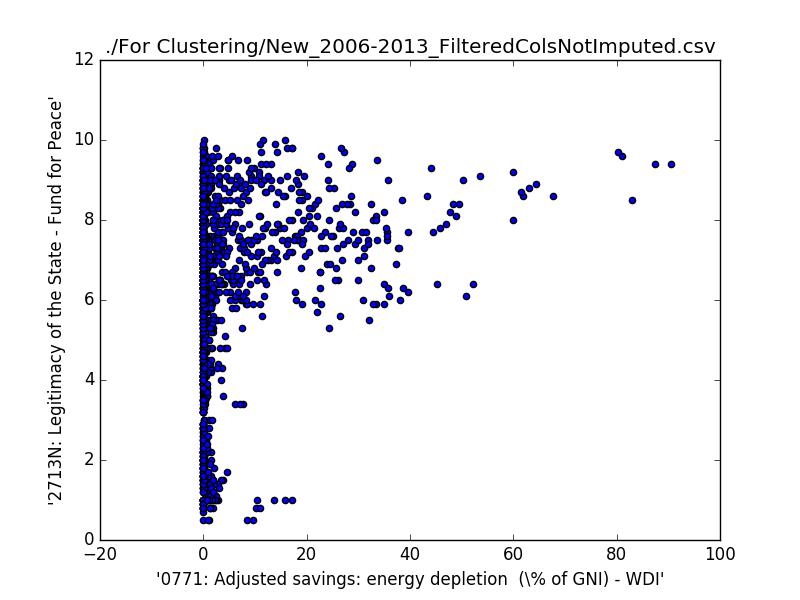 ./For Clustering/New_2006-2013_FilteredColsNotImputed.csv
12
10
8
6
4
2
0
'2713N: Legitimacy of the State - Fund for Peace'
−20 0 20 40 60 80 100
'0771: Adjusted savings: energy depletion  (\% of GNI) - WDI'